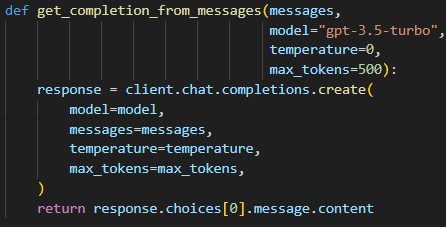 def get_completion_from_messages(messages,
                                 model="gpt-3.5-turbo",
                                 temperature=0,
                                 max_tokens=500):
    response = client.chat.completions.create(
        model=model,
        messages=messages,
        temperature=temperature,
        max_tokens=max_tokens,
    )
    return response.choices[0].message.content